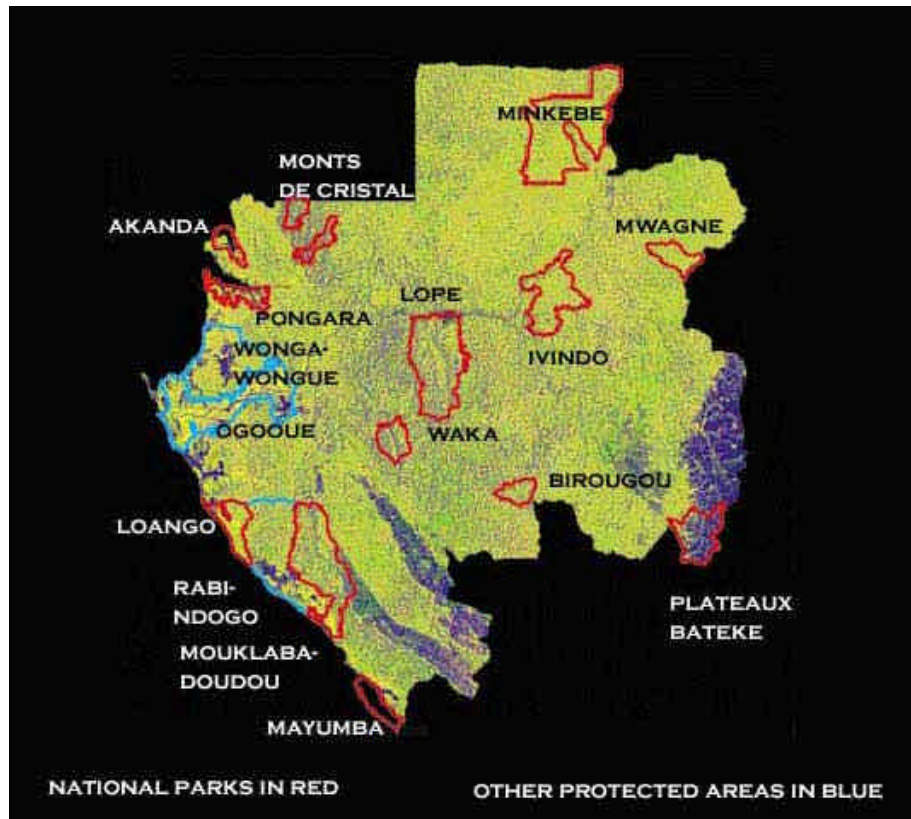 MINKEBE
MONTS
DE CRISTAL
AKANDA
MWAGNE
LOPE
PONGARA
IVINDO
WONGA-
WONGUE
OGOOUE
WAKA
BIROUGOU
LOANGO
RABI-
NDOGO
PLATEAUX
BATEKE
MOUKLABA-
DOUDOU
MAYUMBA
NATIONAL PARKS IN RED
OTHER PROTECTED AREAS IN BLUE